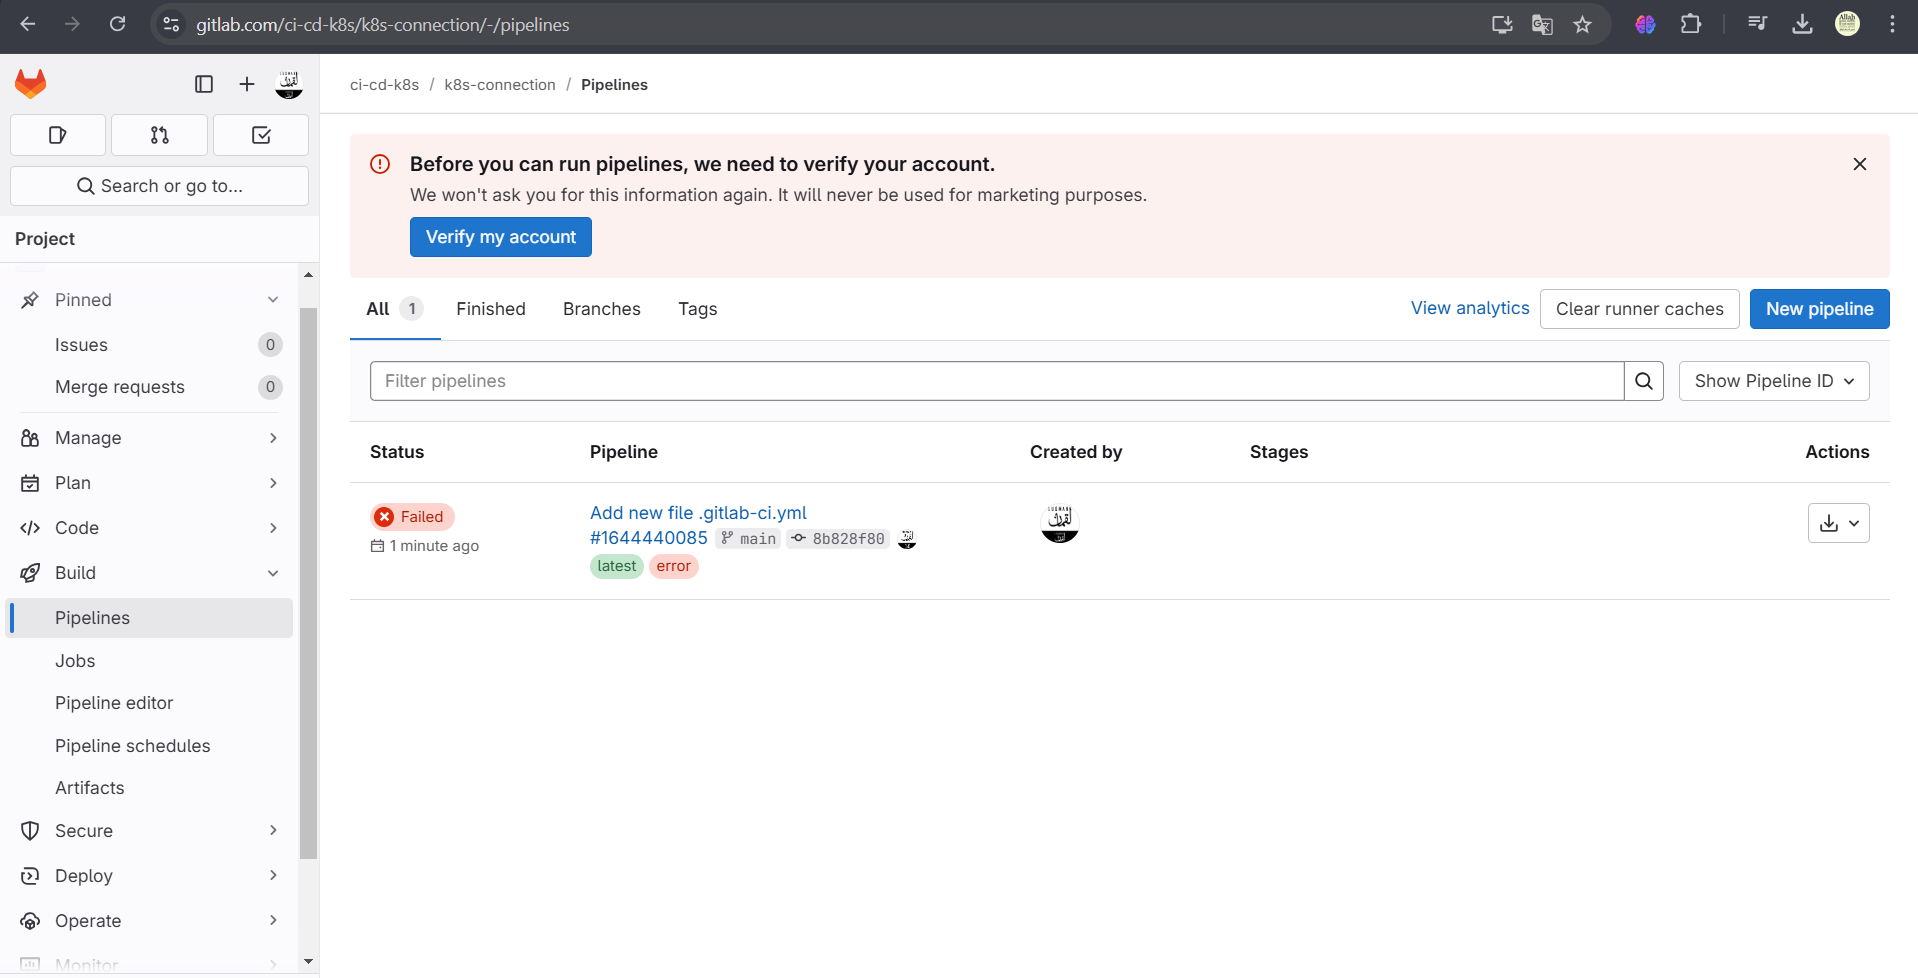 gitlab.com/ci-cd-k8s/k8s-connection/-/pipelines
Search or go to...
Project
Pinned
Issues 0
Merge requests 0
Manage
Plan
Code
Build
Pipelines
Jobs
Pipeline editor
Pipeline schedules
Artifacts
Secure
Deploy
Operate
Monitor
ci-cd-k8s / k8s-connection / Pipelines
Before you can run pipelines, we need to verify your account.
We won't ask you for this information again. It will never be used for marketing purposes.
Verify my account
All 1 Finished Branches Tags View analytics Clear runner caches New pipeline
Filter pipelines Show Pipeline ID
Status Pipeline Created by Stages Actions
Failed
1 minute ago
Add new file .gitlab-ci.yml
#1644440085 main 8b828f80
latest error